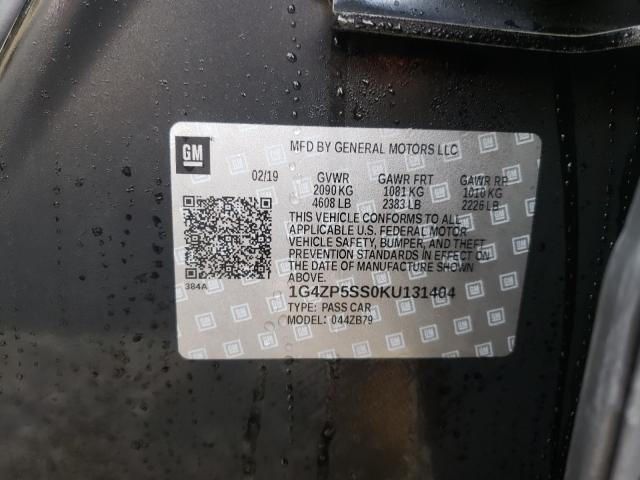 GM
MFD BY GENERAL MOTORS LLC
02/19 GVWR GAWR FRT GAWR RR
2090 KG 1081 KG 1010 KG
4608 LB 2383 LB 2226 LB
THIS VEHICLE CONFORMS TO ALL
APPLICABLE U.S. FEDERAL MOTOR
VEHICLE SAFETY, BUMPER, AND THEFT
PREVENTION STANDARDS IN EFFECT ON
THE DATE OF MANUFACTURE SHOWN
ABOVE.
384A
1G4ZP5SS0KU131404
TYPE: PASS CAR
MODEL: 044ZB79